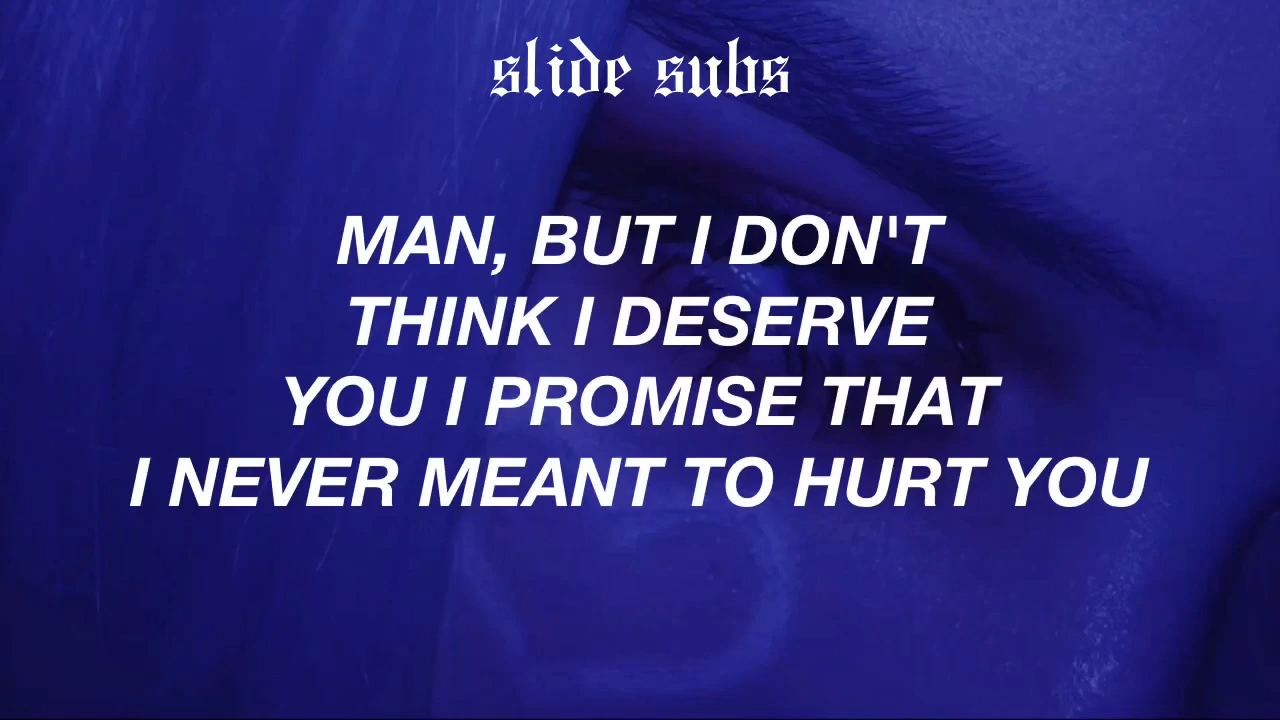 slide subs
MAN, BUT I DON'T
THINK I DESERVE
YOU I PROMISE THAT
I NEVER MEANT TO HURT YOU